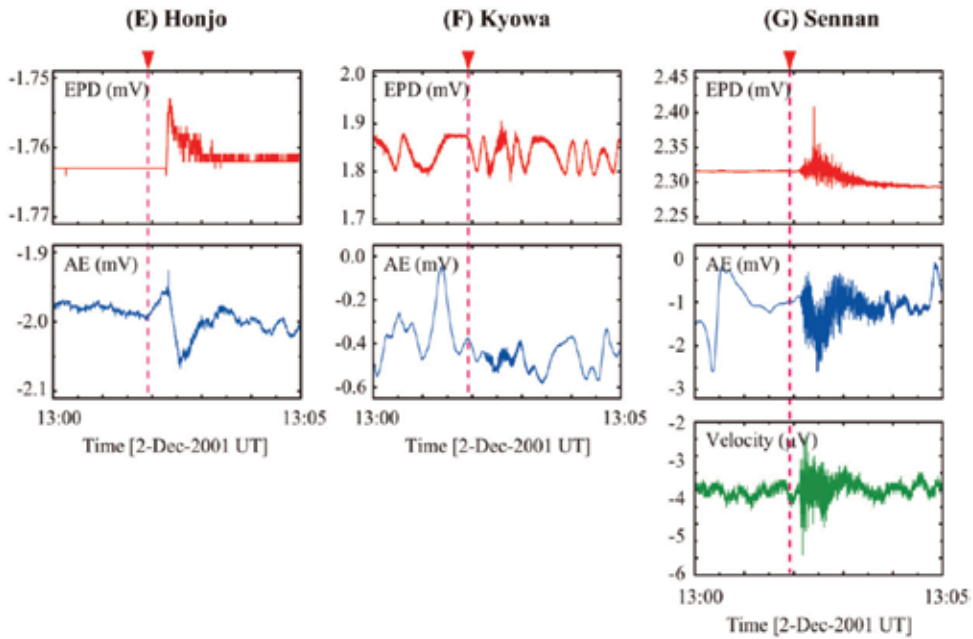 (E) Honjo
(F) Kyowa
(G) Sennan
-1.75
EPD (mV)
-1.76
-1.77
-1.9
AE (mV)
-2.0
-2.1
13:00
13:05
Time [2-Dec-2001 UT]
2.0
EPD (mV)
1.9
1.8
1.7
0.0
AE (mV)
-0.2
-0.4
-0.6
13:00
13:05
Time [2-Dec-2001 UT]
2.45
EPD (mV)
2.35
2.30
2.25
0
AE (mV)
-1
-2
-3
-2
Velocity (μV)
-3
-4
-5
-6
13:00
13:05
Time [2-Dec-2001 UT]